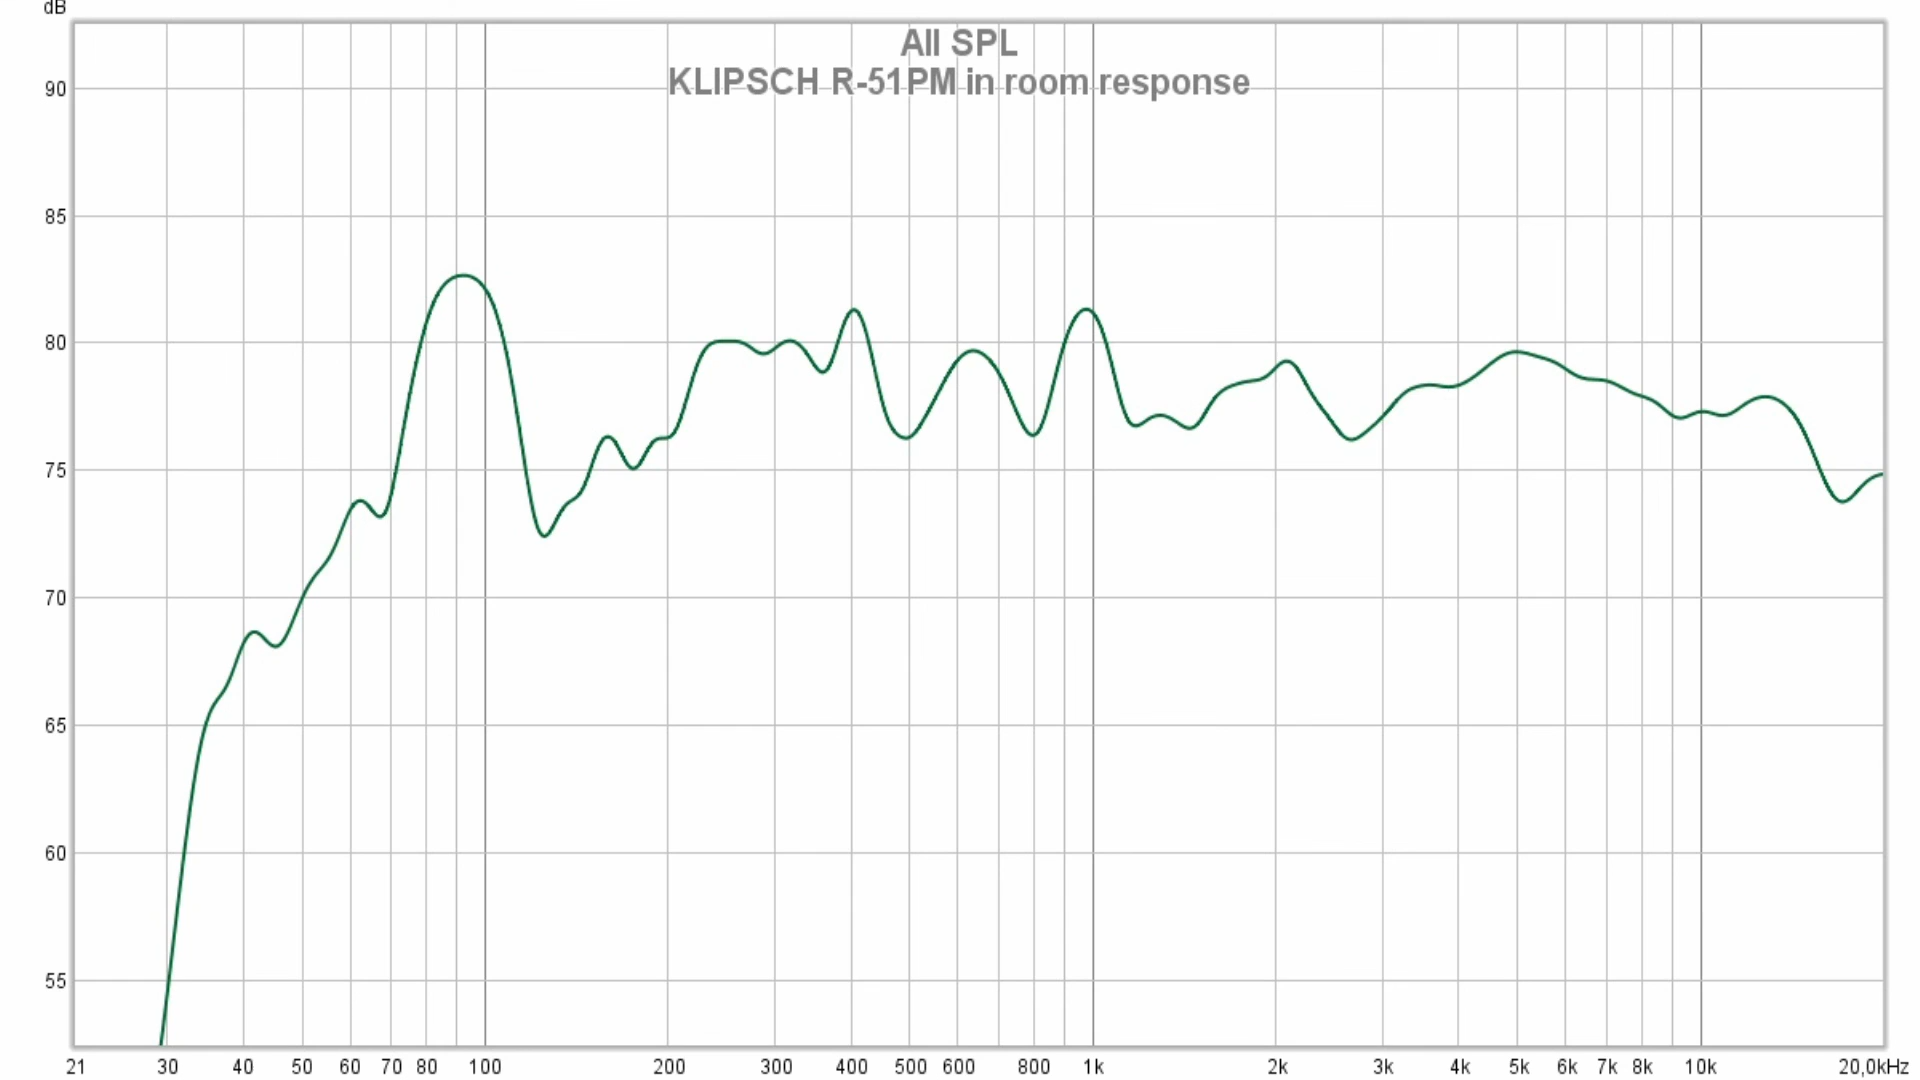 dB
All SPL
KLIPSCH R-51PM in room response
90
85
80
75
70
65
60
55
21 30 40 50 60 70 80 100 200 300 400 500 600 800 1k 2k 3k 4k 5k 6k 7k 8k 10k 20,0kHz